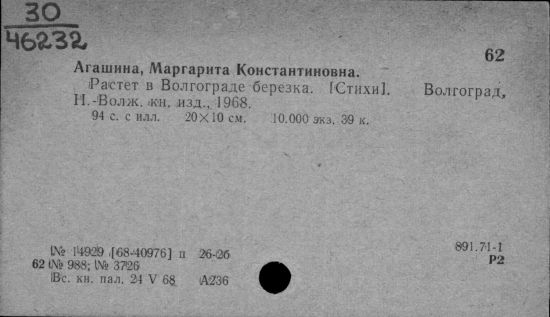 30
46232
62
Агашина, Маргарита Константиновна.
Растет в Волгограде березка. [Стихи]. Волгоград,
Н.-Волж. кн. изд., 1968.
94 с. с илл. 20×10 см. 10.000 экз. 39 к.
№ 14929 [68-40976] п 26-26
62 № 988; № 3726
Вс. кн. пал. 24 V 68 А236
891.71-1
Р2